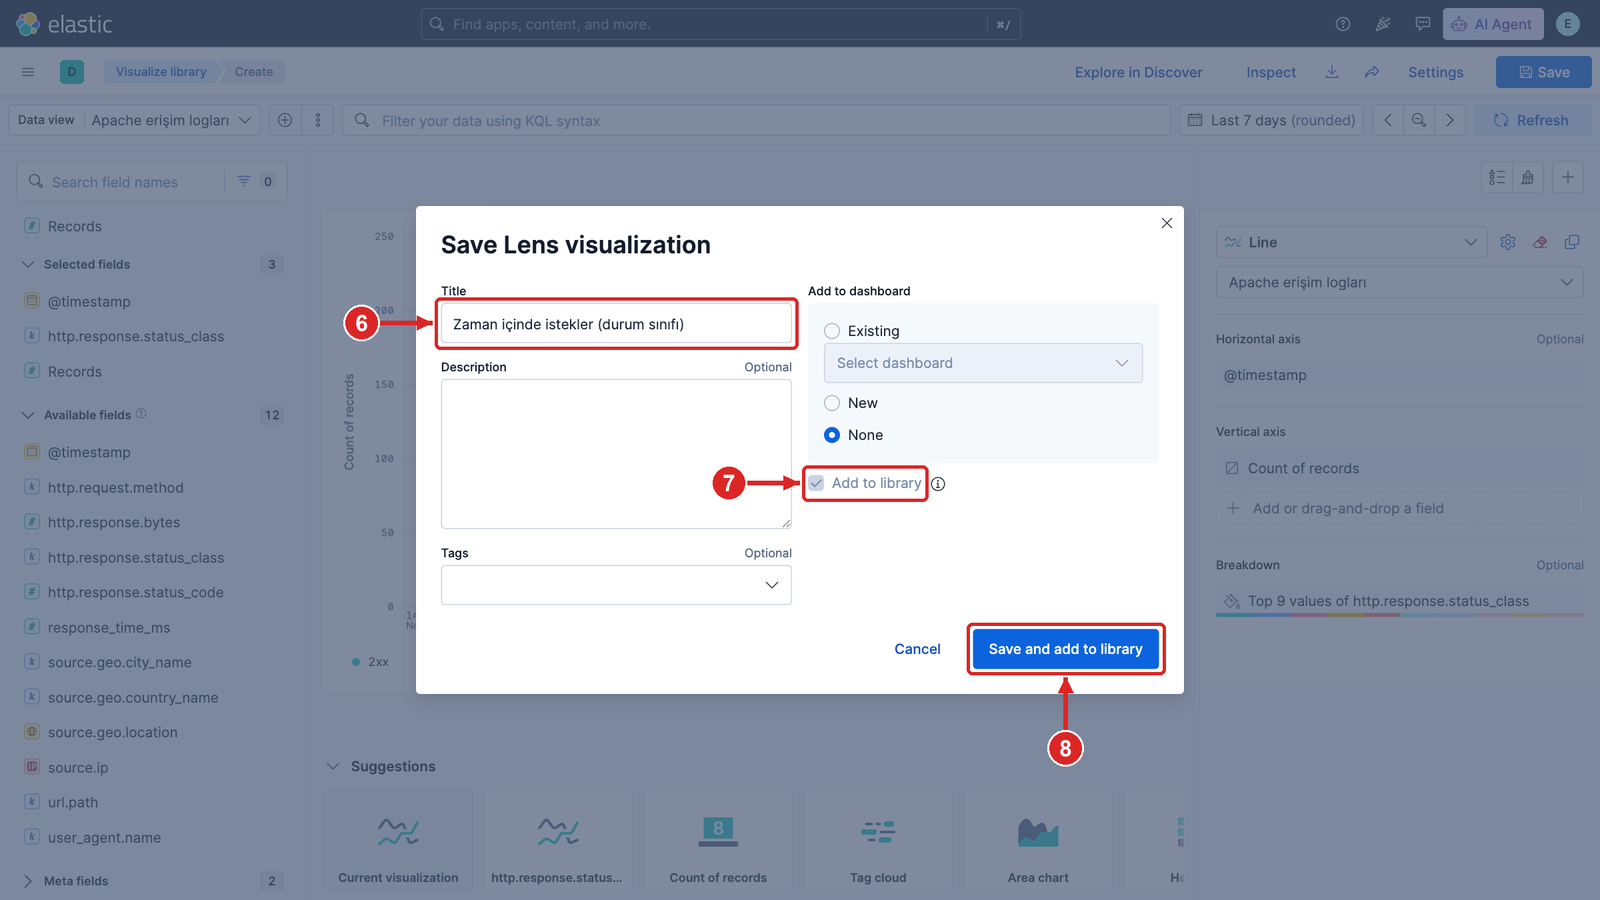 elastic
Find apps, content, and more.
⌘/
AI Agent
E
D
Visualize library
Create
Explore in Discover
Inspect
Settings
Save
Data view
Apache erişim logları
Filter your data using KQL syntax
Last 7 days (rounded)
Refresh
Search field names
0
Records
Selected fields
3
@timestamp
http.response.status_class
Records
Available fields
12
@timestamp
http.request.method
http.response.bytes
http.response.status_class
http.response.status_code
response_time_ms
source.geo.city_name
source.geo.country_name
source.geo.location
source.ip
url.path
user_agent.name
Meta fields
2
250
200
150
100
50
0
Count of records
14
2xx
Save Lens visualization
Title
6
Zaman içinde istekler (durum sınıfı)
Description
Optional
Tags
Optional
Add to dashboard
Existing
Select dashboard
New
None
7
Add to library
Cancel
Save and add to library
8
Suggestions
Current visualization
http.response.status...
8
Count of records
Tag cloud
Area chart
Line
Apache erişim logları
Horizontal axis
Optional
@timestamp
Vertical axis
Count of records
Add or drag-and-drop a field
Breakdown
Optional
Top 9 values of http.response.status_class